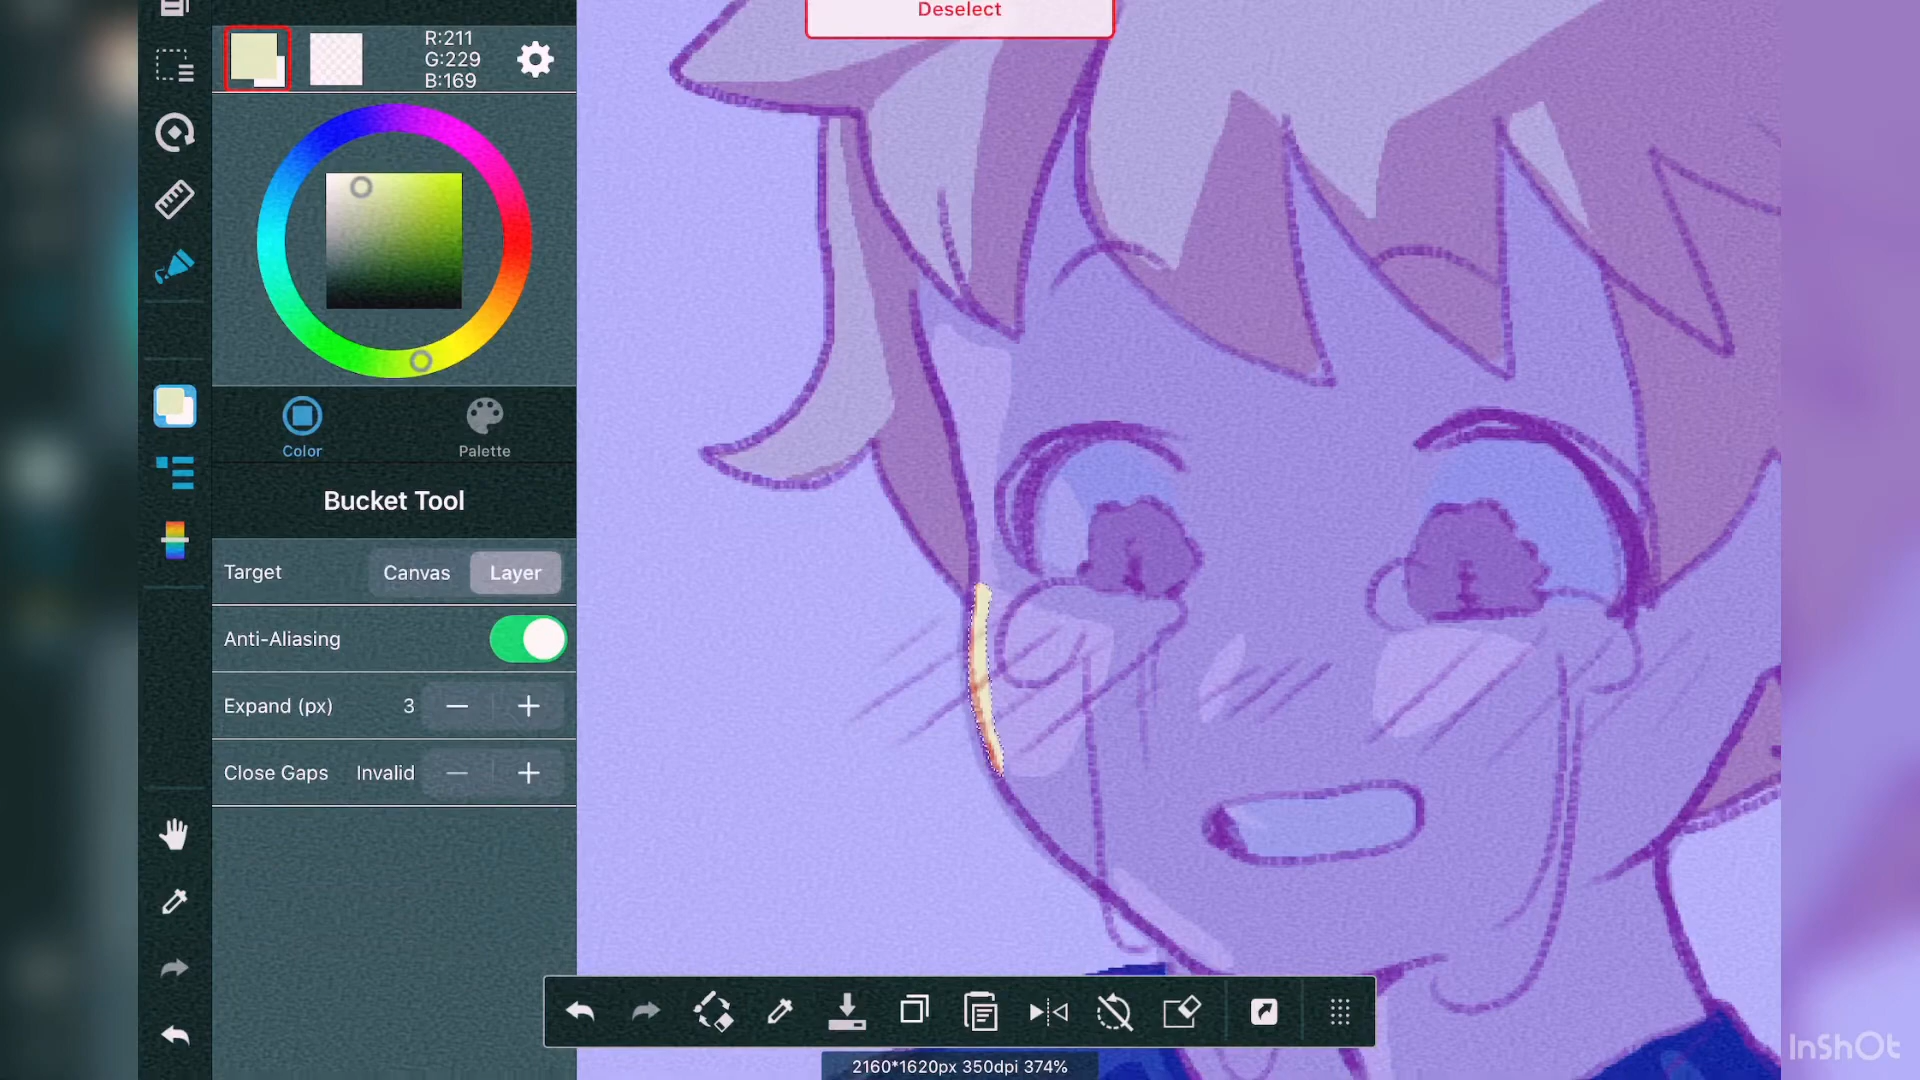 Deselect
R:211
G:229
B:169
Color
Palette
Bucket Tool
Target Canvas Layer
Anti-Aliasing
Expand (px) 3
Close Gaps Invalid
2160*1620px 350dpi 374%
InShOt